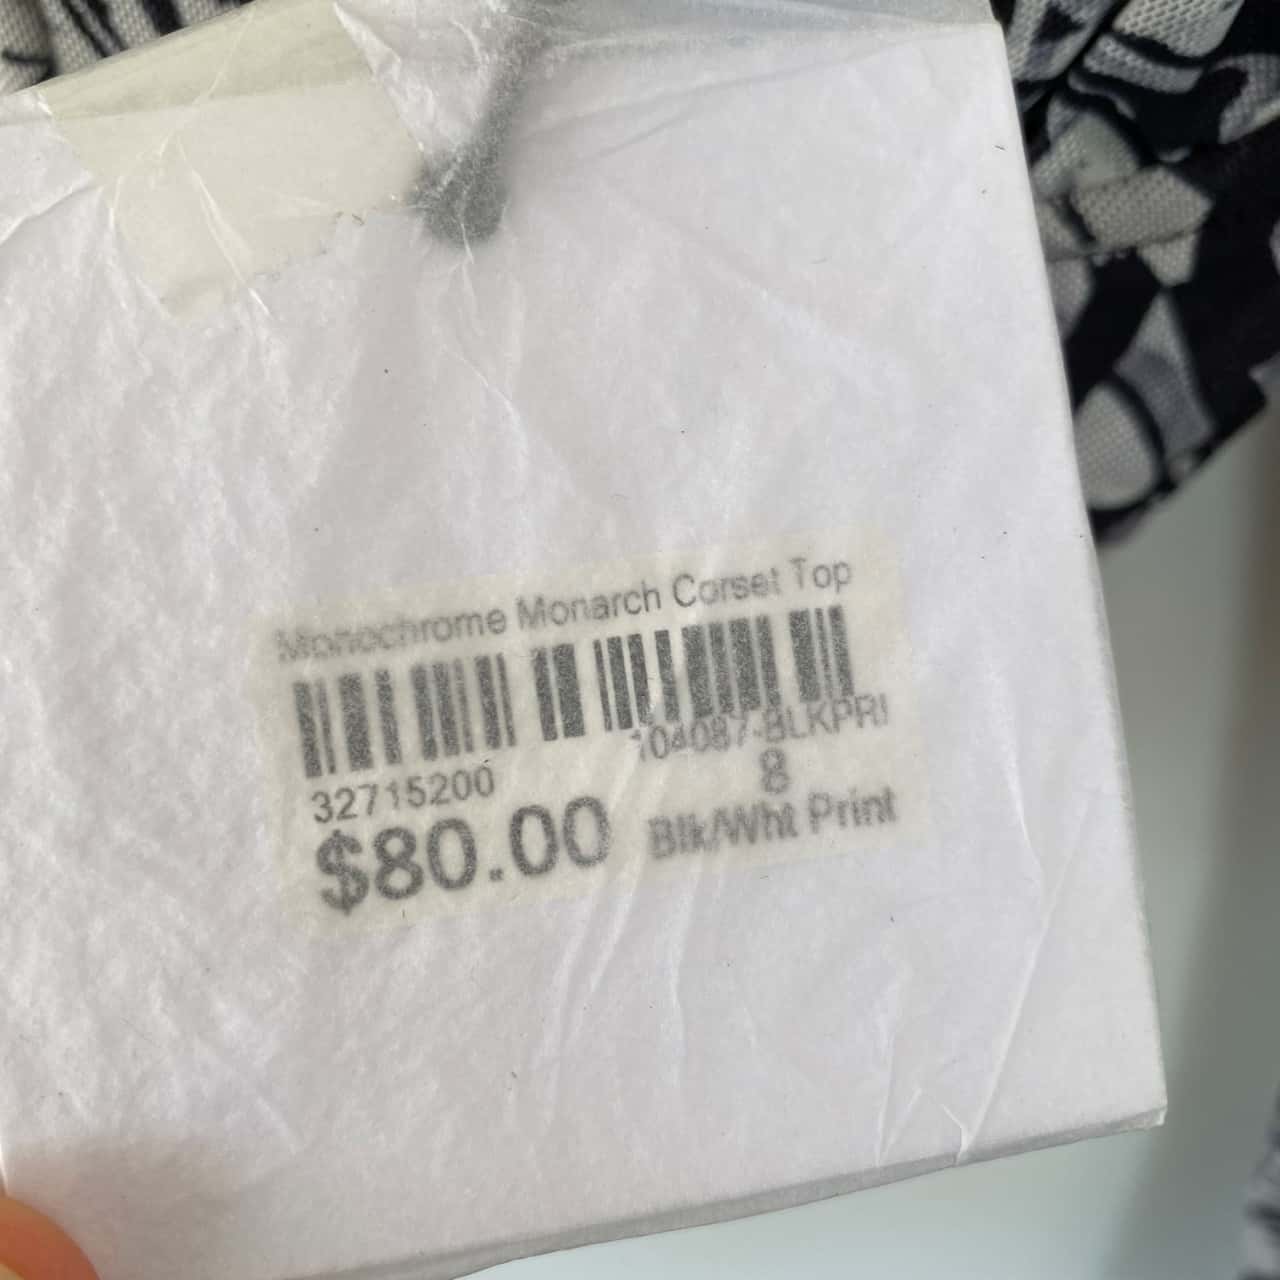 Monochrome Monarch Corset Top
104087-BLKPRI
32715200
8
$80.00
Blk/Wht Print